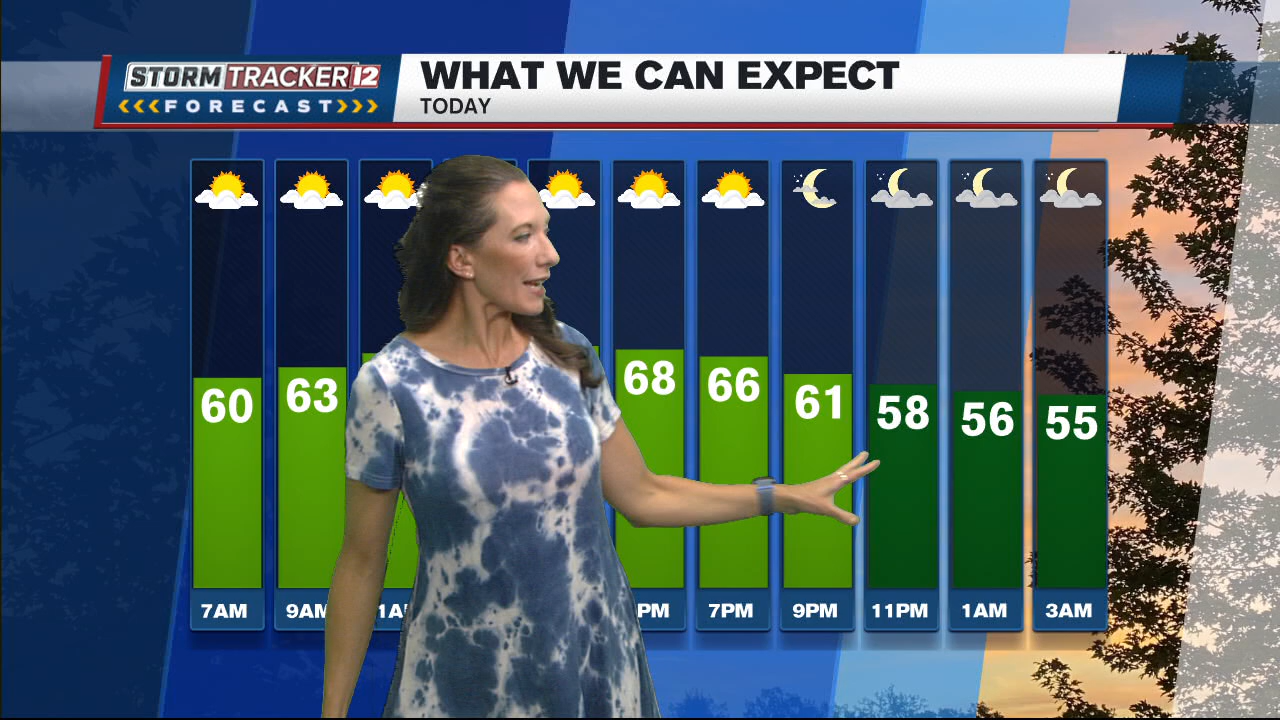 STORMTRACKER12
FORECAST
WHAT WE CAN EXPECT
TODAY
60 63 68 66 61 58 56 55
7AM 9AM PM 7PM 9PM 11PM 1AM 3AM